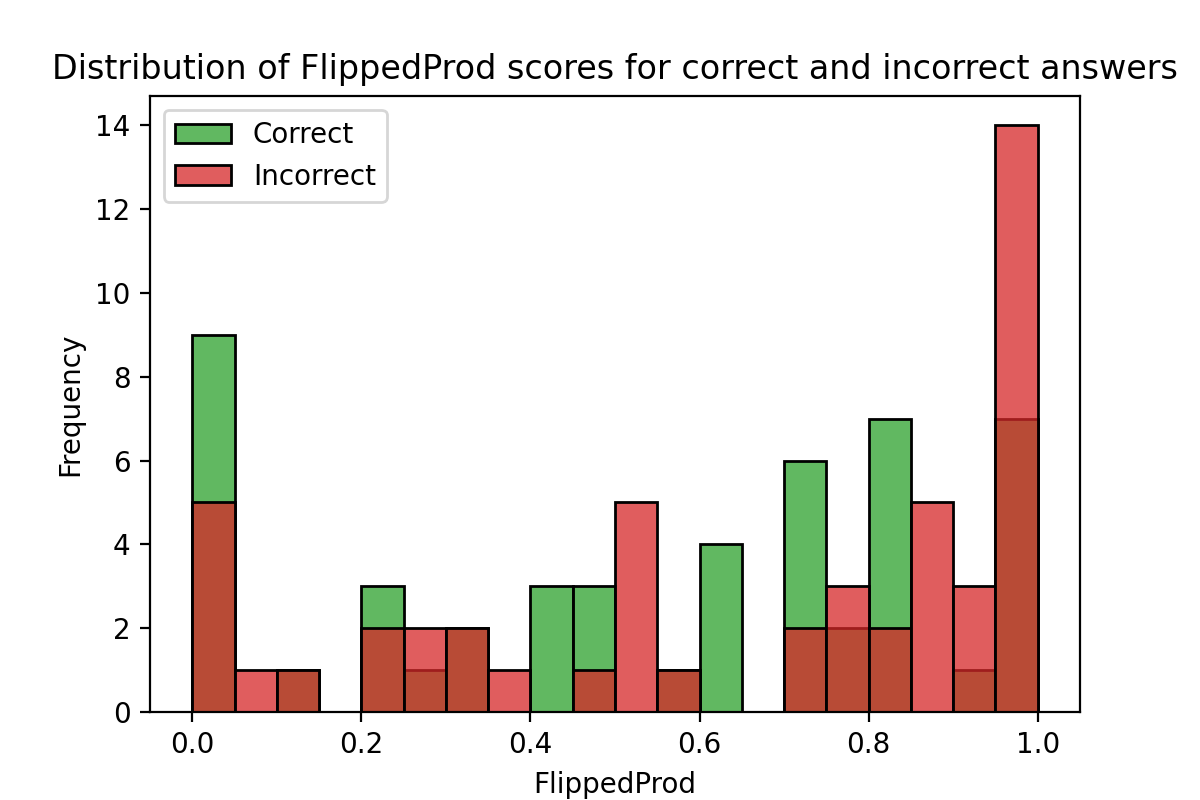 Distribution of FlippedProd scores for correct and incorrect answers
Correct
Incorrect
14
12
10
8
6
4
2
0
Frequency
0.0 0.2 0.4 0.6 0.8 1.0
FlippedProd